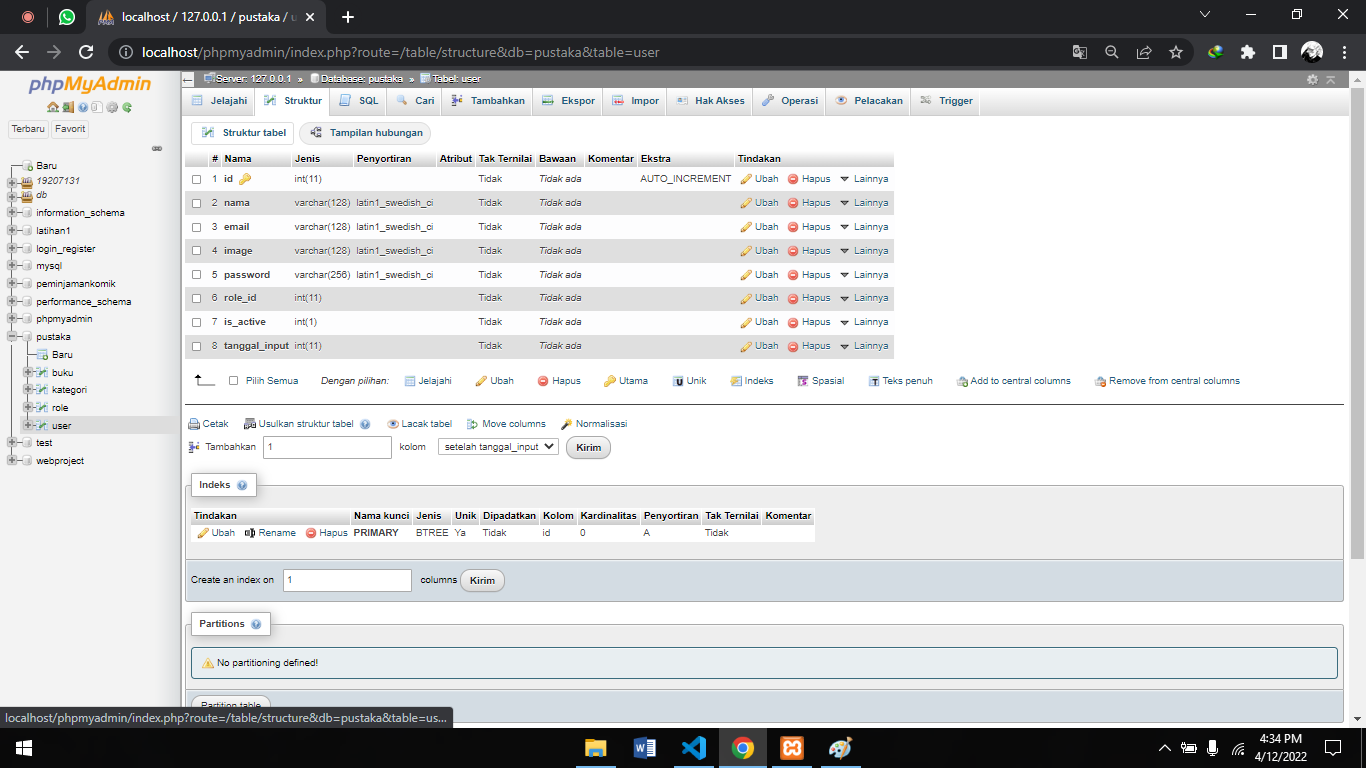 localhost / 127.0.0.1 / pustaka / u
localhost/phpmyadmin/index.php?route=/table/structure&db=pustaka&table=user
phpMyAdmin
Terbaru Favorit
Baru
19207131
db
information_schema
latihan1
login_register
mysql
peminjamankomik
performance_schema
phpmyadmin
pustaka
Baru
buku
kategori
role
user
test
webproject
Server: 127.0.0.1 » Database: pustaka » Tabel: user
Jelajahi Struktur SQL Cari Tambahkan Ekspor Impor Hak Akses Operasi Pelacakan Trigger
Struktur tabel Tampilan hubungan
# Nama Jenis Penyortiran Atribut Tak Ternilai Bawaan Komentar Ekstra Tindakan
1 id int(11) Tidak Tidak ada AUTO_INCREMENT Ubah Hapus Lainnya
2 nama varchar(128) latin1_swedish_ci Tidak Tidak ada Ubah Hapus Lainnya
3 email varchar(128) latin1_swedish_ci Tidak Tidak ada Ubah Hapus Lainnya
4 image varchar(128) latin1_swedish_ci Tidak Tidak ada Ubah Hapus Lainnya
5 password varchar(256) latin1_swedish_ci Tidak Tidak ada Ubah Hapus Lainnya
6 role_id int(11) Tidak Tidak ada Ubah Hapus Lainnya
7 is_active int(1) Tidak Tidak ada Ubah Hapus Lainnya
8 tanggal_input int(11) Tidak Tidak ada Ubah Hapus Lainnya
Pilih Semua Dengan pilihan: Jelajahi Ubah Hapus Utama Unik Indeks Spasial Teks penuh Add to central columns Remove from central columns
Cetak Usulkan struktur tabel Lacak tabel Move columns Normalisasi
Tambahkan 1 kolom setelah tanggal_input Kirim
Indeks
Tindakan Nama kunci Jenis Unik Dipadatkan Kolom Kardinalitas Penyortiran Tak Ternilai Komentar
Ubah Rename Hapus PRIMARY BTREE Ya Tidak id 0 A Tidak
Create an index on 1 columns Kirim
Partitions
No partitioning defined!
Partition table
localhost/phpmyadmin/index.php?route=/table/structure&db=pustaka&table=us...
4:34 PM
4/12/2022